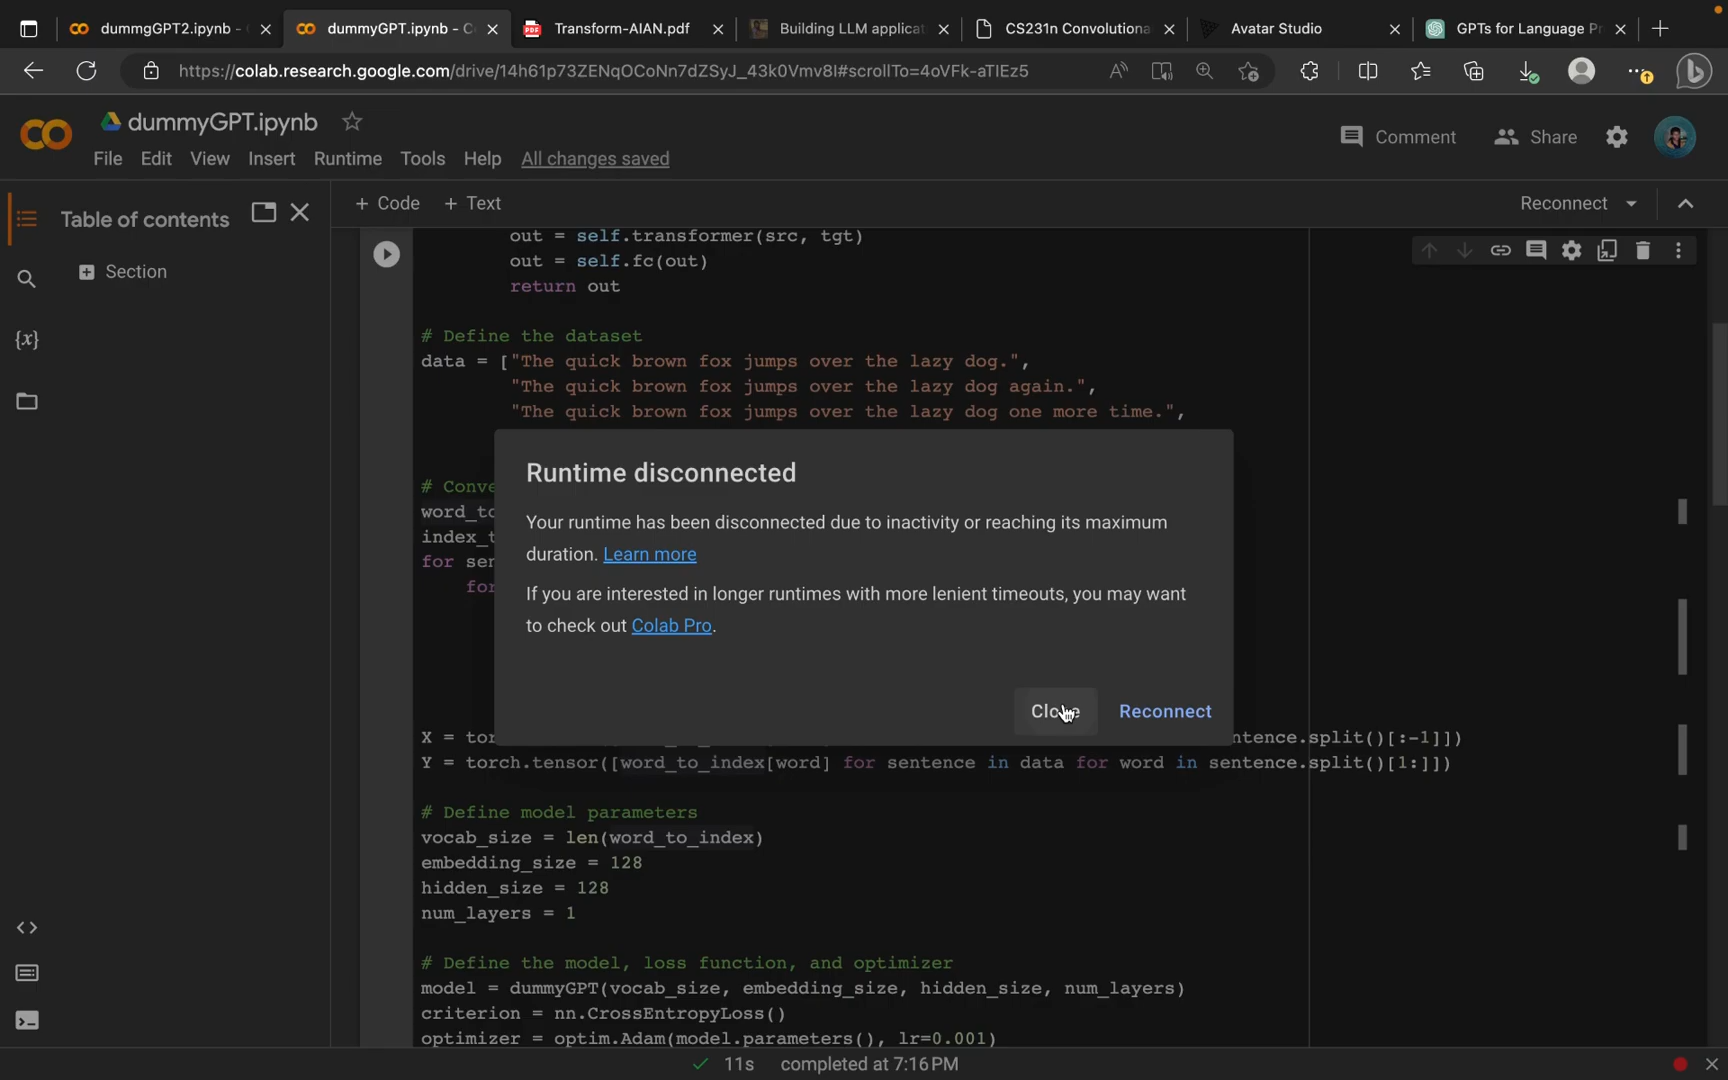 dummgGPT2.ipynb -
dummyGPT.ipynb - C
Transform-AIAN.pdf
Building LLM applicat
CS231n Convolutiona
Avatar Studio
GPTs for Language P
https://colab.research.google.com/drive/14h61p73ZENqOCoNn7dZSyJ_43k0Vmv8I#scrollTo=4oVFk-aTIEz5
dummyGPT.ipynb
File Edit View Insert Runtime Tools Help All changes saved
Comment Share
Table of contents
+ Code + Text
Reconnect
Section
out = self.transformer(src, tgt)
out = self.fc(out)
return out
# Define the dataset
data = ["The quick brown fox jumps over the lazy dog.",
"The quick brown fox jumps over the lazy dog again.",
"The quick brown fox jumps over the lazy dog one more time.",
Runtime disconnected
Your runtime has been disconnected due to inactivity or reaching its maximum
duration. Learn more
If you are interested in longer runtimes with more lenient timeouts, you may want
to check out Colab Pro.
Close Reconnect
# Conve
word_to
index_t
for sen
for
X = tor ntence.split()[:-1]])
Y = torch.tensor([word_to_index[word] for sentence in data for word in sentence.split()[1:]])
# Define model parameters
vocab_size = len(word_to_index)
embedding_size = 128
hidden_size = 128
num_layers = 1
# Define the model, loss function, and optimizer
model = dummyGPT(vocab_size, embedding_size, hidden_size, num_layers)
criterion = nn.CrossEntropyLoss()
optimizer = optim.Adam(model.parameters(), lr=0.001)
11s completed at 7:16 PM